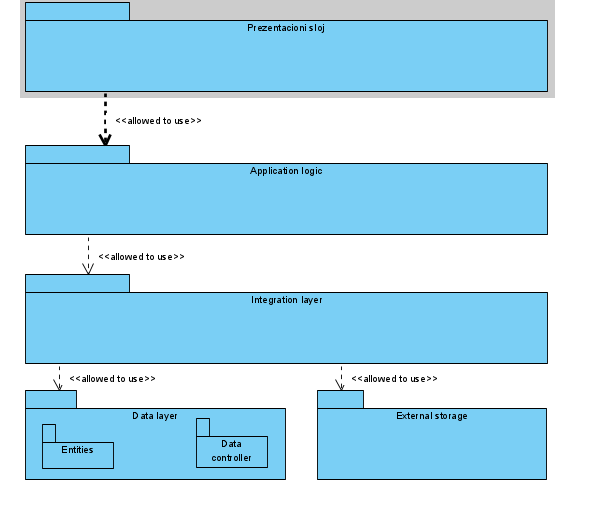 Prezentacioni sloj
<<allowed to use>>
Application logic
<<allowed to use>>
Integration layer
<<allowed to use>>
<<allowed to use>>
Data layer
External storage
Entities
Data
controller